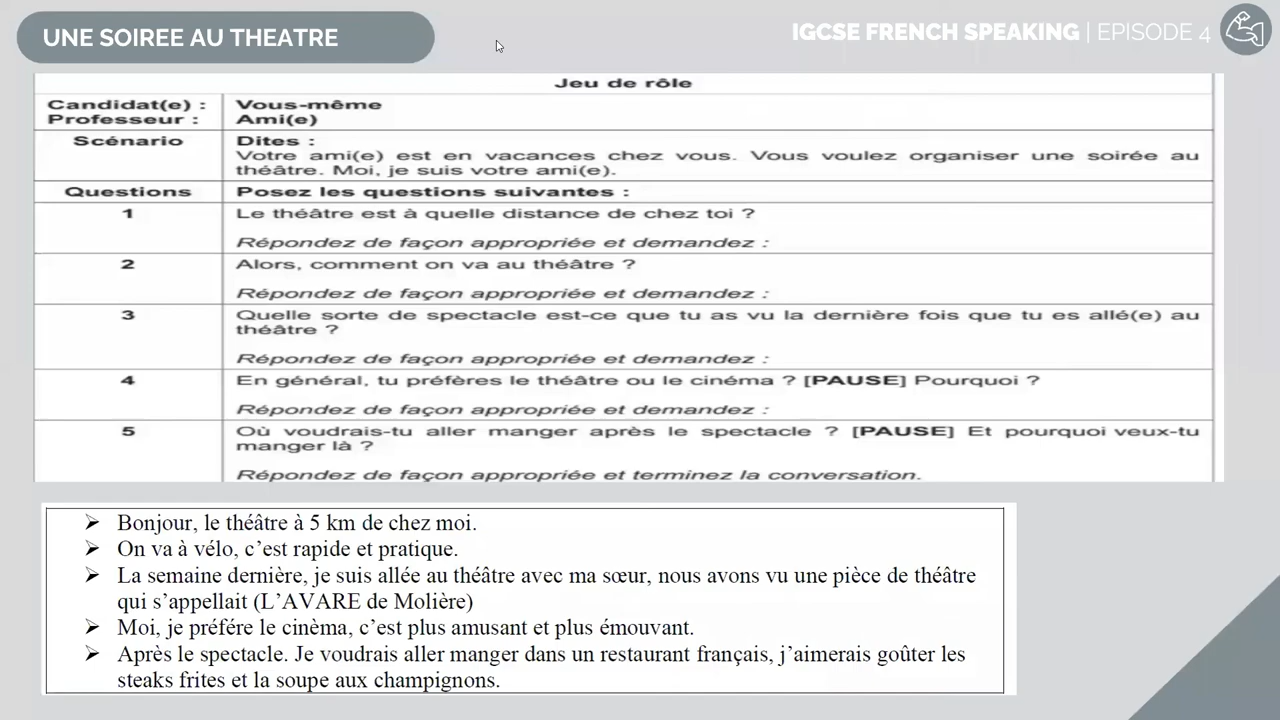 UNE SOIREE AU THEATRE
IGCSE FRENCH SPEAKING | EPISODE 4
Jeu de rôle
Candidat(e) : Vous-même
Professeur : Ami(e)
Scénario Dites :
Votre ami(e) est en vacances chez vous. Vous voulez organiser une soirée au
théâtre. Moi, je suis votre ami(e).
Questions Posez les questions suivantes :
1 Le théâtre est à quelle distance de chez toi ?
Répondez de façon appropriée et demandez :
2 Alors, comment on va au théâtre ?
Répondez de façon appropriée et demandez :
3 Quelle sorte de spectacle est-ce que tu as vu la dernière fois que tu es allé(e) au
théâtre ?
Répondez de façon appropriée et demandez :
4 En général, tu préfères le théâtre ou le cinéma ? [PAUSE] Pourquoi ?
Répondez de façon appropriée et demandez :
5 Où voudrais-tu aller manger après le spectacle ? [PAUSE] Et pourquoi veux-tu
manger là ?
Répondez de façon appropriée et terminez la conversation.
➢ Bonjour, le théâtre à 5 km de chez moi.
➢ On va à vélo, c’est rapide et pratique.
➢ La semaine dernière, je suis allée au théâtre avec ma sœur, nous avons vu une pièce de théâtre
qui s’appellait (L’AVARE de Molière)
➢ Moi, je préfére le cinèma, c’est plus amusant et plus émouvant.
➢ Après le spectacle. Je voudrais aller manger dans un restaurant français, j’aimerais goûter les
steaks frites et la soupe aux champignons.